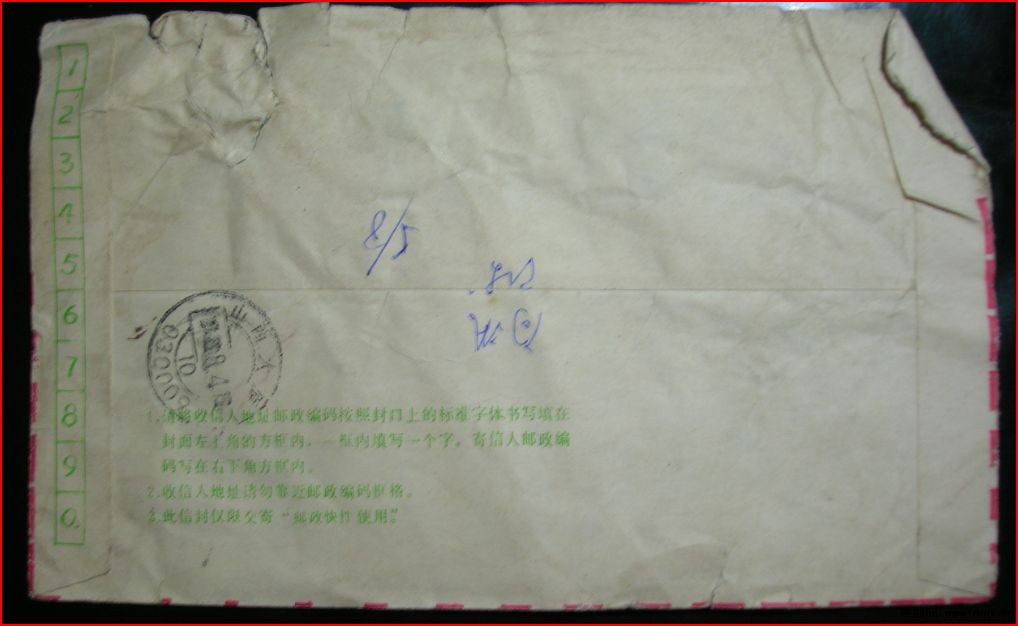 1
2
3
4
5
6
7
8
9
0
8/5
山西太
030000
10
1.请将收信人地址邮政编码按照封口上的标准字体书写填在
封面左上角的方框内，一框内填写一个字，寄信人邮政编
码写在右下角方框内。
2.收信人地址请勿靠近邮政编码框格。
3.此信封仅限交寄“邮政快件使用”